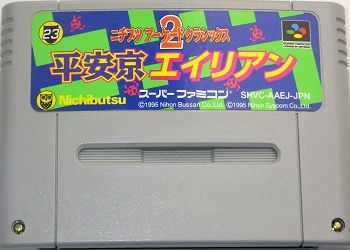 23
ニチブツ アーケード クラシックス
2
平安京 エイリアン
Nichibutsu
スーパーファミコン®
SHVC-AAEJ-JPN
©1995 Nihon Bussan Co., Ltd. ©1995 Nihon Syscom Co., Ltd.